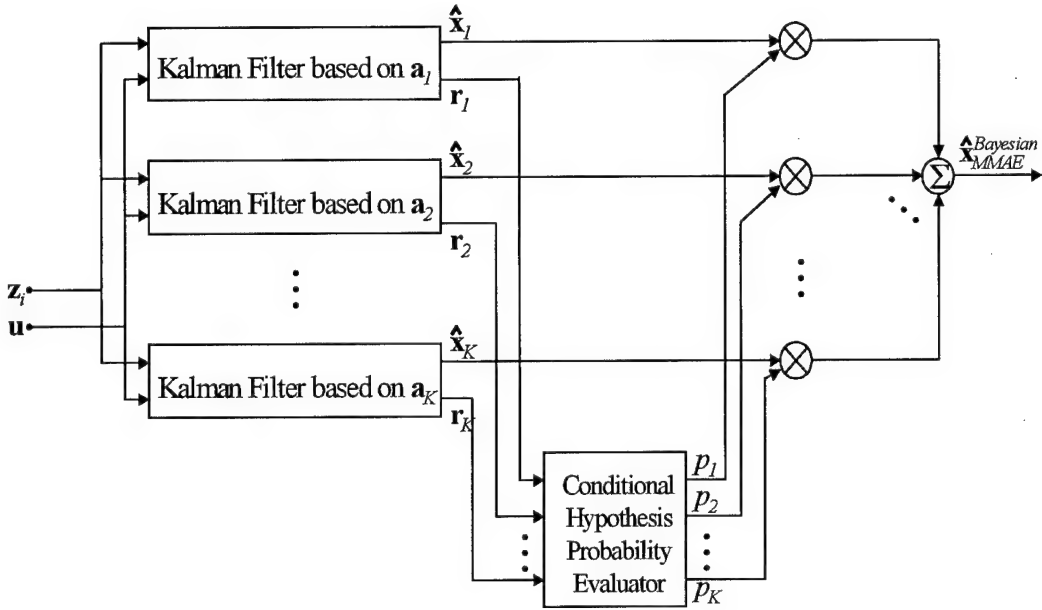 x̂₁
Kalman Filter based on a₁
r₁
x̂₂
Kalman Filter based on a₂
r₂
x̂ᴮᵃʸᵉˢⁱᵃⁿ MMAE
Σ
zᵢ
u
x̂K
Kalman Filter based on aK
rK
Conditional
Hypothesis
Probability
Evaluator
p₁
p₂
pK